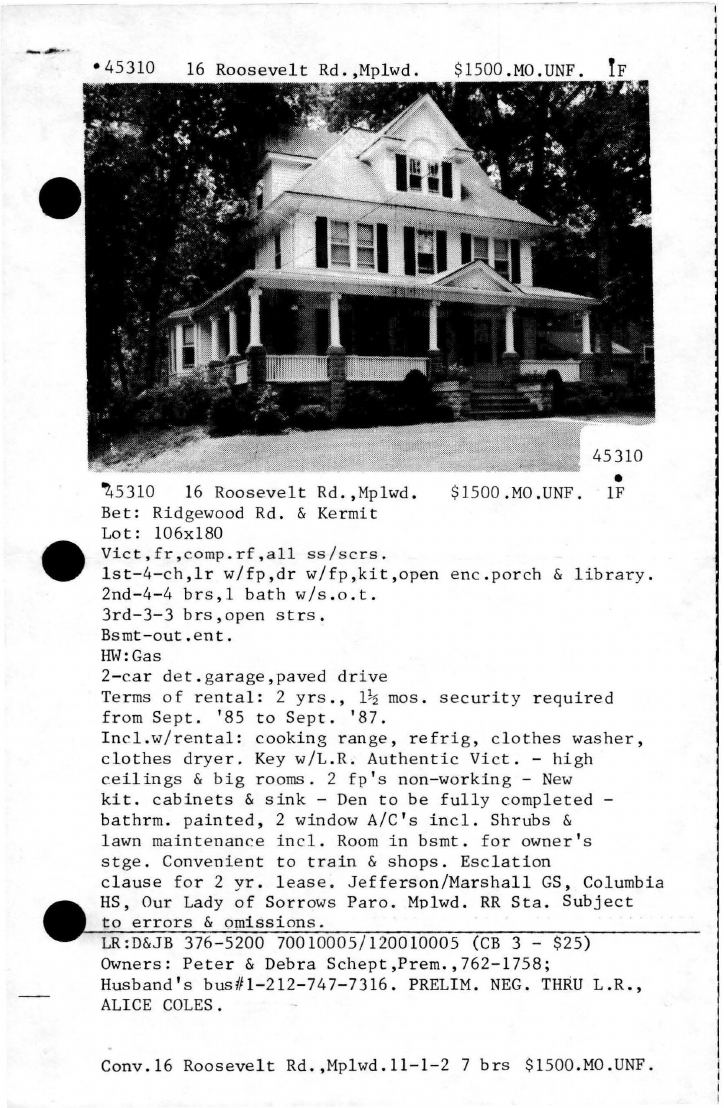 •45310 16 Roosevelt Rd.,Mplwd. $1500.MO.UNF. 1F
45310
45310 16 Roosevelt Rd.,Mplwd. $1500.MO.UNF. 1F
Bet: Ridgewood Rd. & Kermit
Lot: 106x180
Vict,fr,comp.rf,all ss/scrs.
1st-4-ch,lr w/fp,dr w/fp,kit,open enc.porch & library.
2nd-4-4 brs,1 bath w/s.o.t.
3rd-3-3 brs,open strs.
Bsmt-out.ent.
HW:Gas
2-car det.garage,paved drive
Terms of rental: 2 yrs., 1½ mos. security required
from Sept. '85 to Sept. '87.
Incl.w/rental: cooking range, refrig, clothes washer,
clothes dryer. Key w/L.R. Authentic Vict. - high
ceilings & big rooms. 2 fp's non-working - New
kit. cabinets & sink - Den to be fully completed -
bathrm. painted, 2 window A/C's incl. Shrubs &
lawn maintenance incl. Room in bsmt. for owner's
stge. Convenient to train & shops. Esclation
clause for 2 yr. lease. Jefferson/Marshall GS, Columbia
HS, Our Lady of Sorrows Paro. Mplwd. RR Sta. Subject
to errors & omissions.
LR:D&JB 376-5200 70010005/120010005 (CB 3 - $25)
Owners: Peter & Debra Schept,Prem.,762-1758;
Husband's bus#1-212-747-7316. PRELIM. NEG. THRU L.R.,
ALICE COLES.
Conv.16 Roosevelt Rd.,Mplwd.11-1-2 7 brs $1500.MO.UNF.